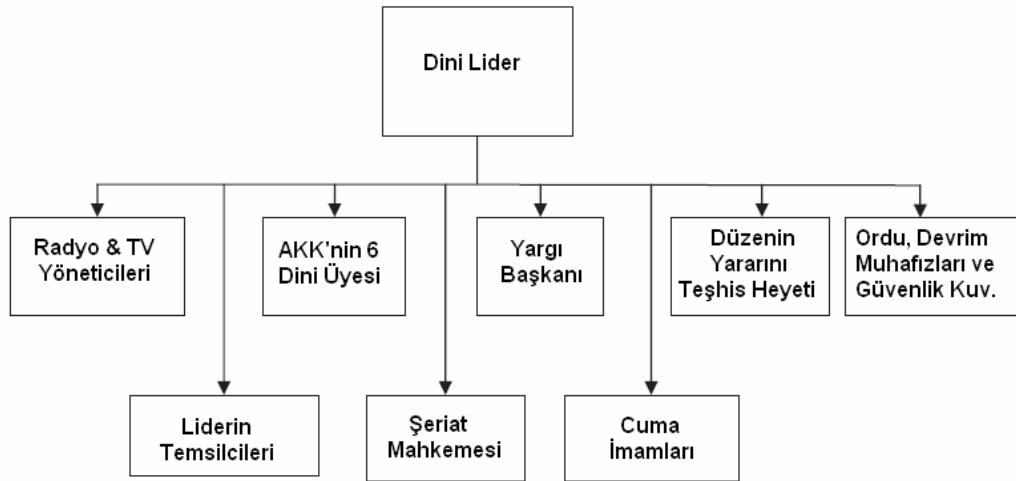 Dini Lider
Radyo & TV
Yöneticileri
AKK'nin 6
Dini Üyesi
Yargı
Başkanı
Düzenin
Yararını
Teşhis Heyeti
Ordu, Devrim
Muhafızları ve
Güvenlik Kuv.
Liderin
Temsilcileri
Şeriat
Mahkemesi
Cuma
İmamları